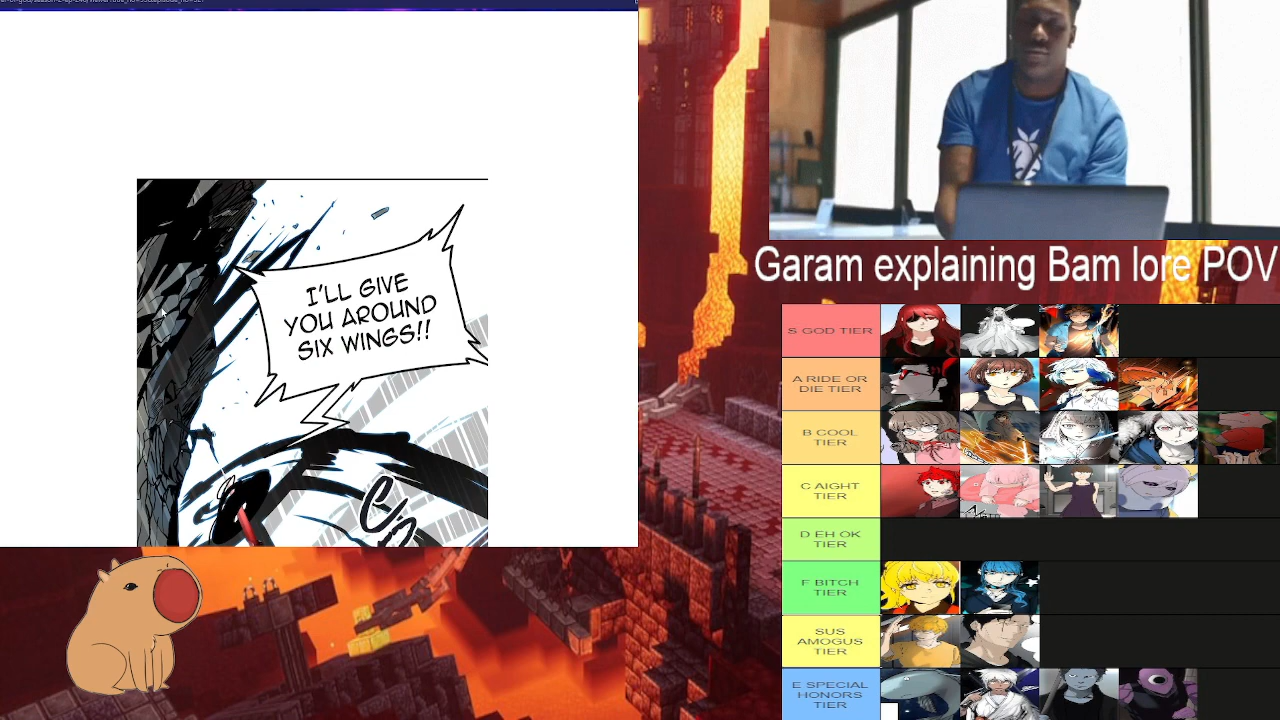 I'LL GIVE
YOU AROUND
SIX WINGS!!
Garam explaining Bam lore POV
S GOD TIER
A RIDE OR
DIE TIER
B COOL
TIER
C AIGHT
TIER
D EH OK
TIER
F BITCH
TIER
SUS
AMOGUS
TIER
E SPECIAL
HONORS
TIER